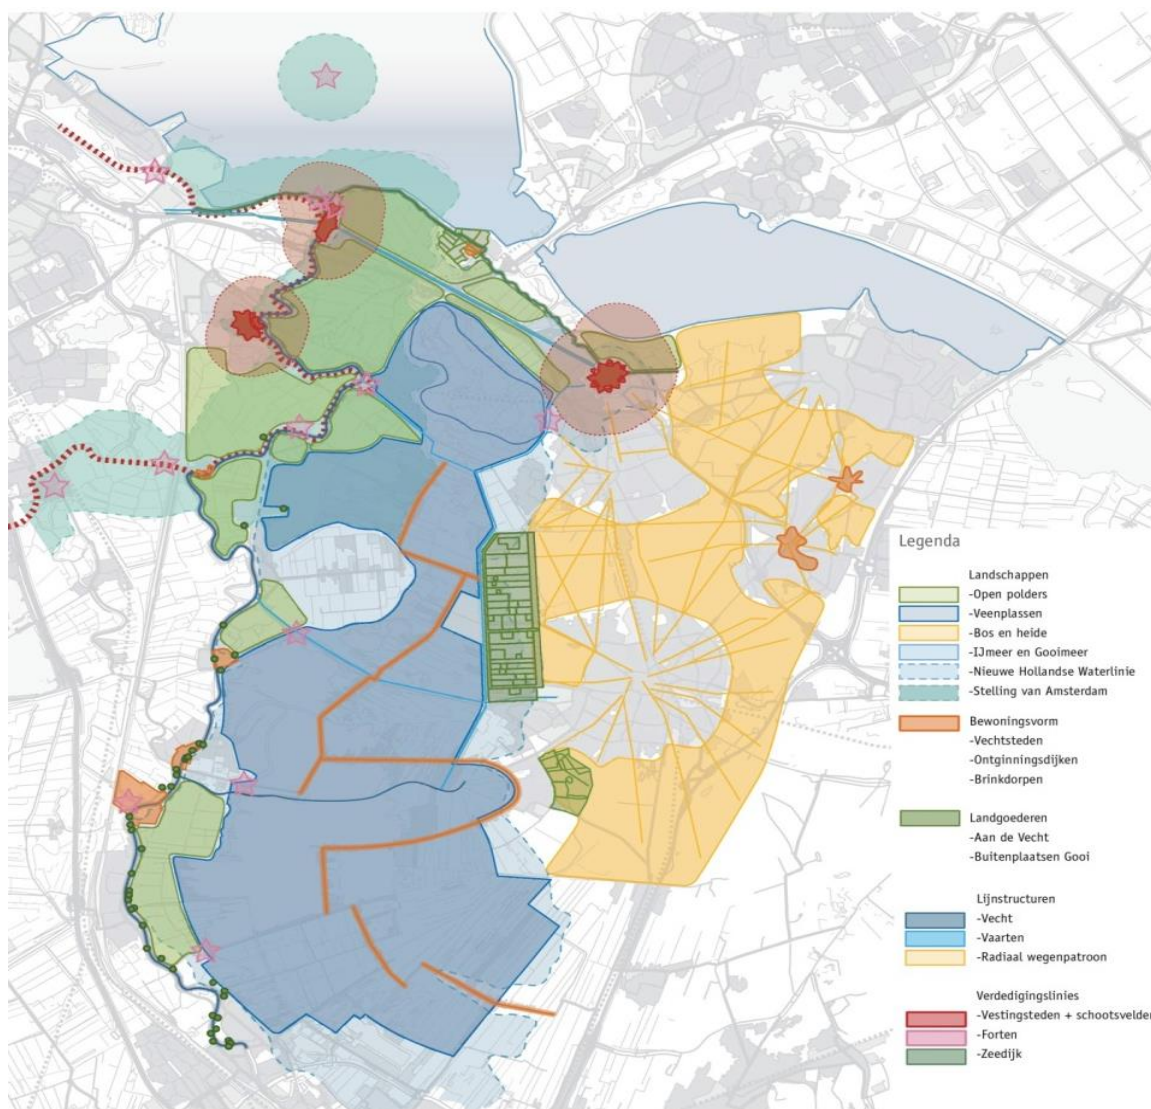 Legenda
Landschappen
-Open polders
-Veenplassen
-Bos en heide
-IJmeer en Gooimeer
-Nieuwe Hollandse Waterlinie
-Stelling van Amsterdam
Bewoningsvorm
-Vechtsteden
-Ontginningsdijken
-Brinkdorpen
Landgoederen
-Aan de Vecht
-Buitenplaatsen Gooi
Lijnstructuren
-Vecht
-Vaarten
-Radiaal wegenpatroon
Verdedigingslinies
-Vestingsteden + schootsvelden
-Forten
-Zeedijk